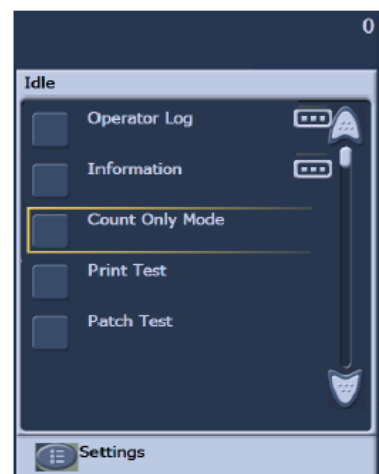 0
Idle
Operator Log
Information
Count Only Mode
Print Test
Patch Test
Settings